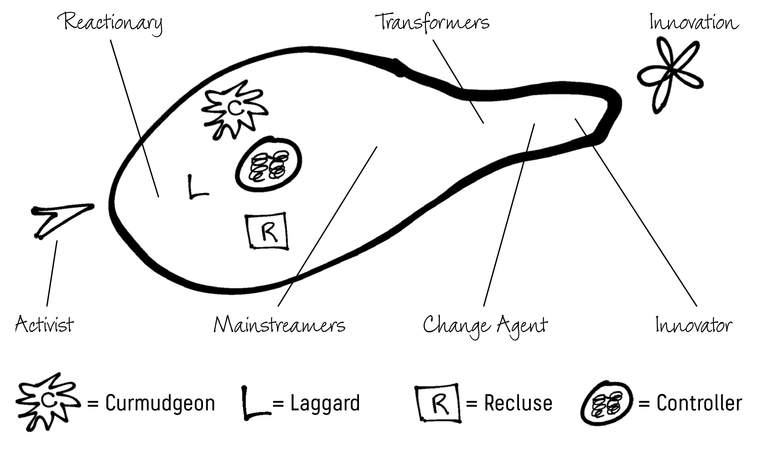 Reactionary
Transformers
Innovation
C
L
R
Activist
Mainstreamers
Change Agent
Innovator
C = Curmudgeon
L = Laggard
R = Recluse
= Controller